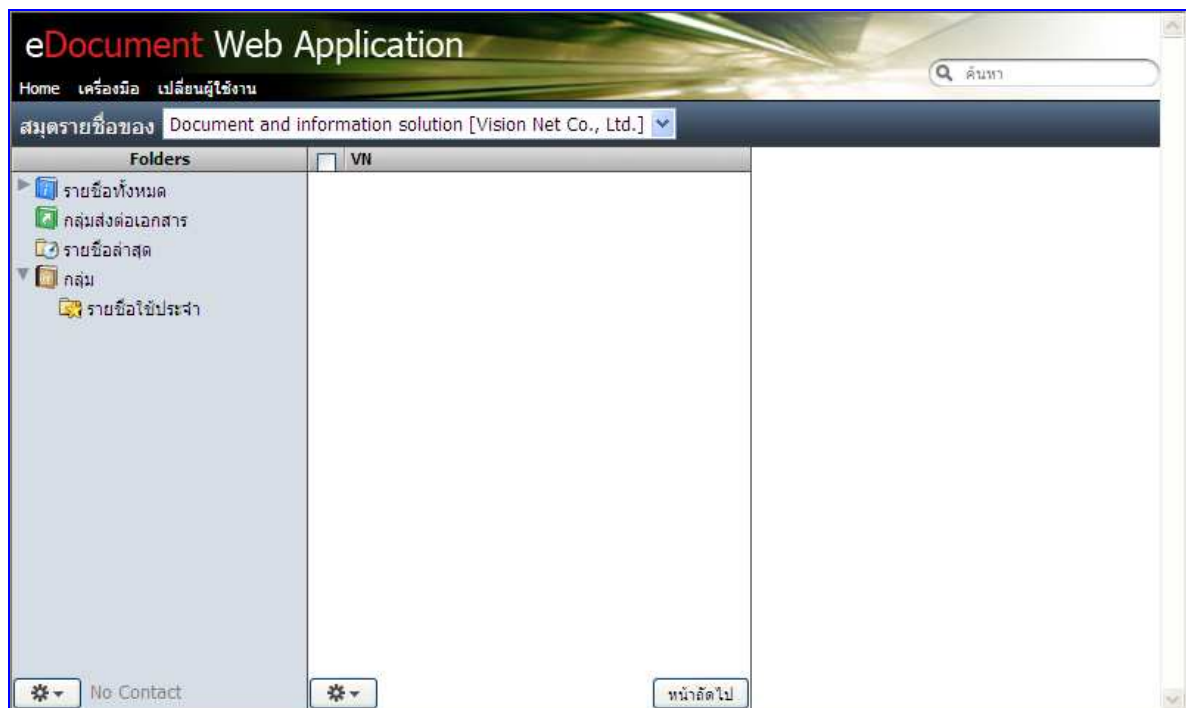 eDocument Web Application
ค้นหา
Home เครื่องมือ เปลี่ยนผู้ใช้งาน
สมุดรายชื่อของ Document and information solution [Vision Net Co., Ltd.]
Folders
VN
รายชื่อทั้งหมด
กลุ่มส่งต่อเอกสาร
รายชื่อล่าสุด
กลุ่ม
รายชื่อใช้ประจำ
No Contact
หน้าถัดไป